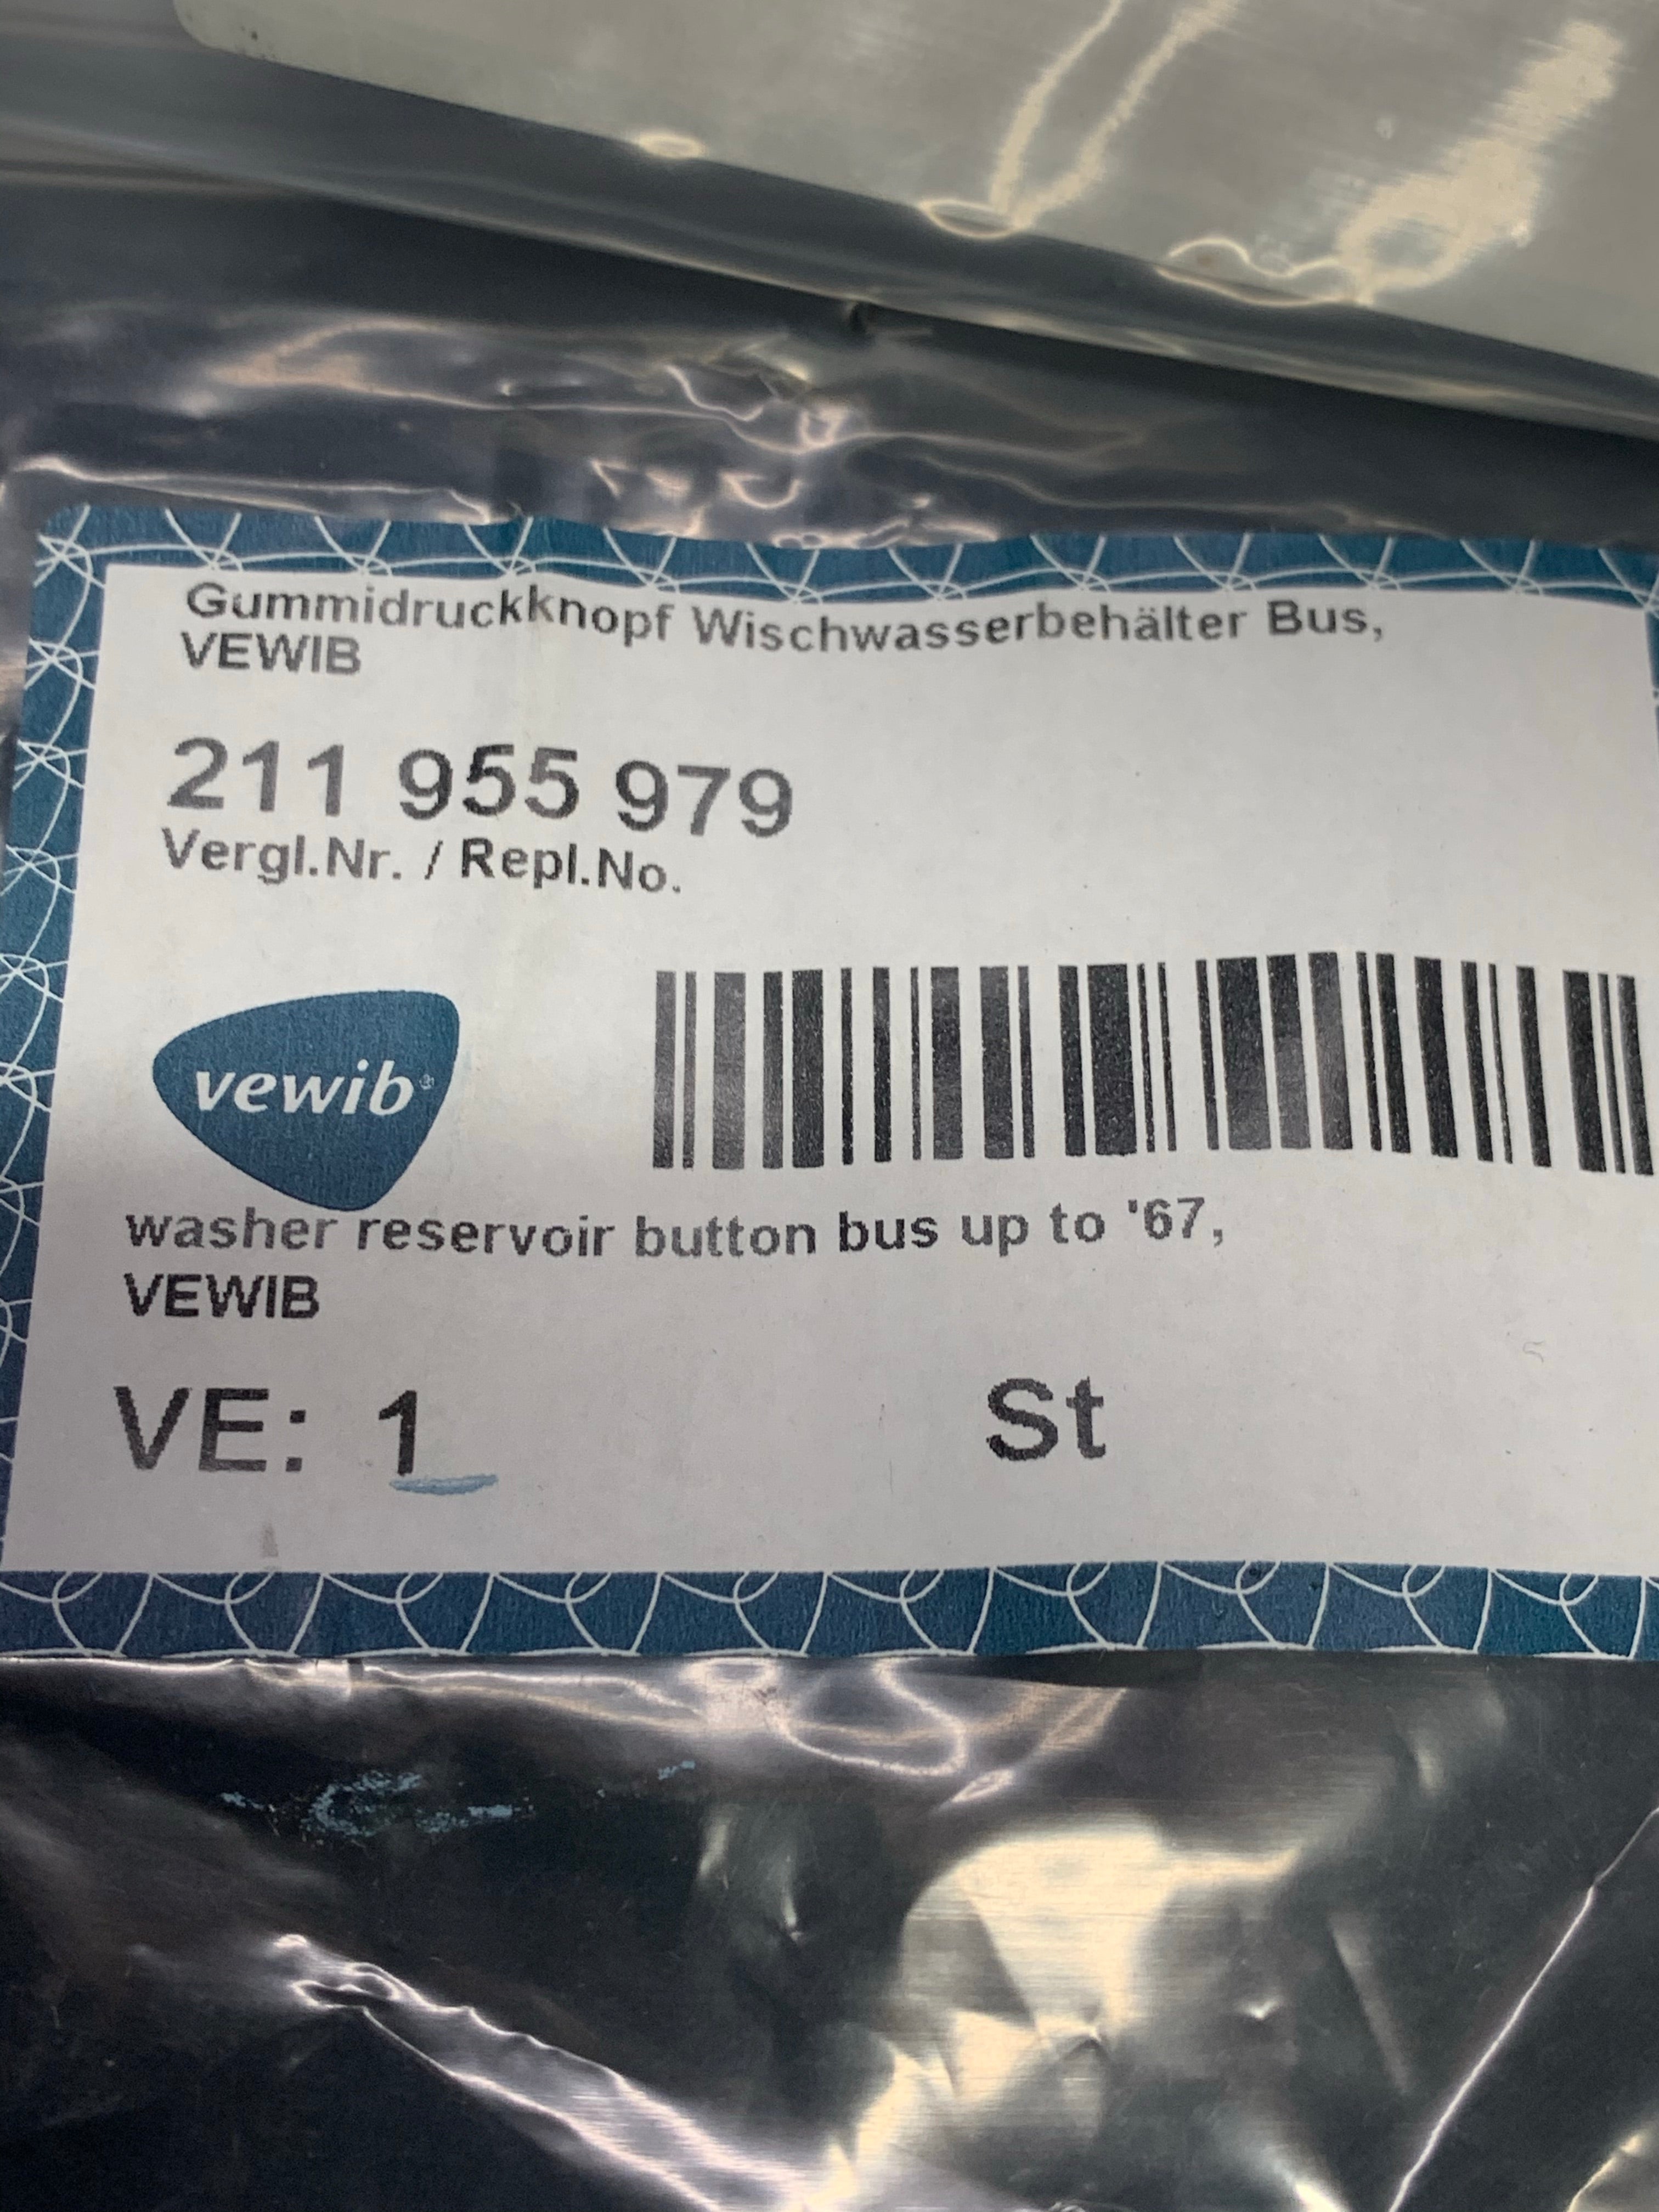 Gummidruckknopf Wischwasserbehälter Bus,
VEWIB
211 955 979
Vergl.Nr. / Repl.No.
vewib
washer reservoir button bus up to '67,
VEWIB
VE: 1 St